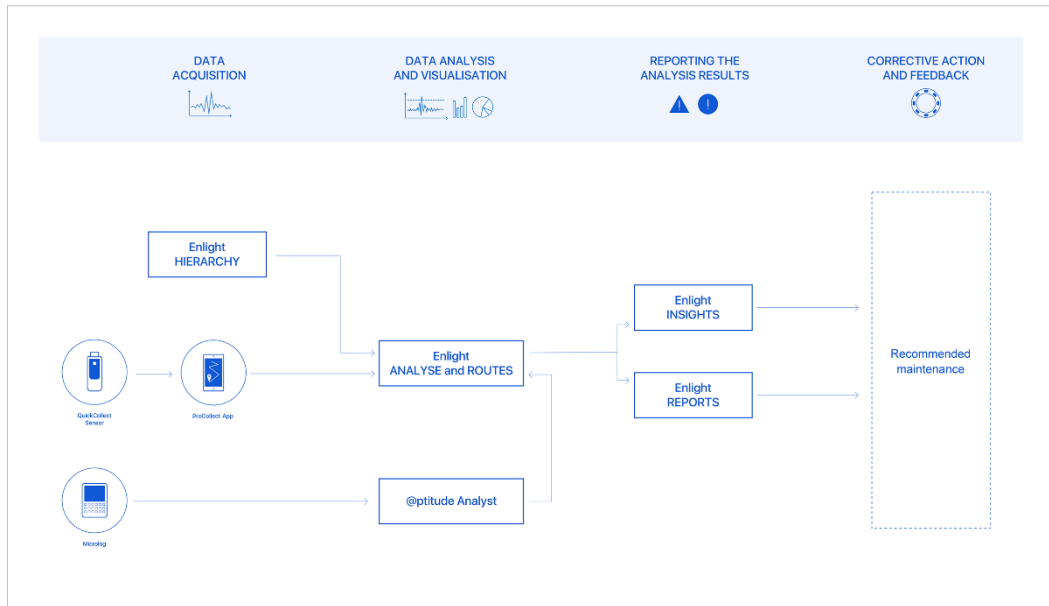 DATA
ACQUISITION
DATA ANALYSIS
AND VISUALISATION
REPORTING THE
ANALYSIS RESULTS
CORRECTIVE ACTION
AND FEEDBACK
Enlight
HIERARCHY
Enlight
INSIGHTS
Enlight
ANALYSE and ROUTES
Recommended
maintenance
Enlight
REPORTS
QuickCollect
Sensor
ProCollect App
@ptitude Analyst
Microlog